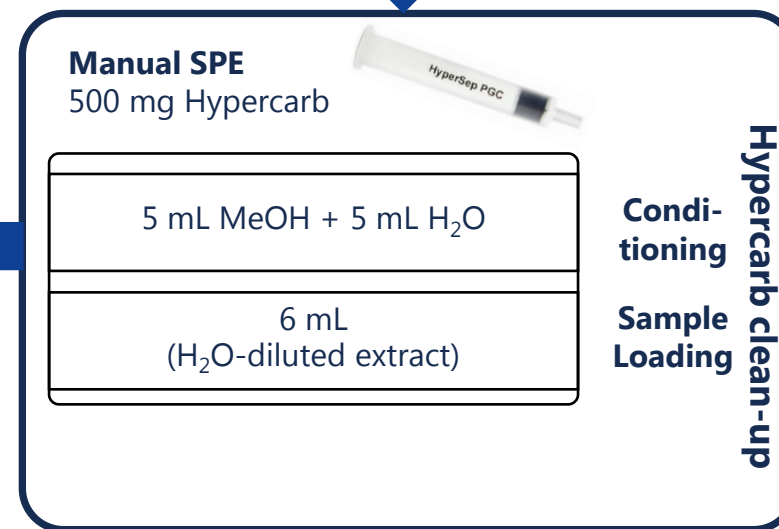 Manual SPE
500 mg Hypercarb
HyperSep PGC
5 mL MeOH + 5 mL H₂O
Condi-
tioning
6 mL
(H₂O-diluted extract)
Sample
Loading
Hypercarb clean-up